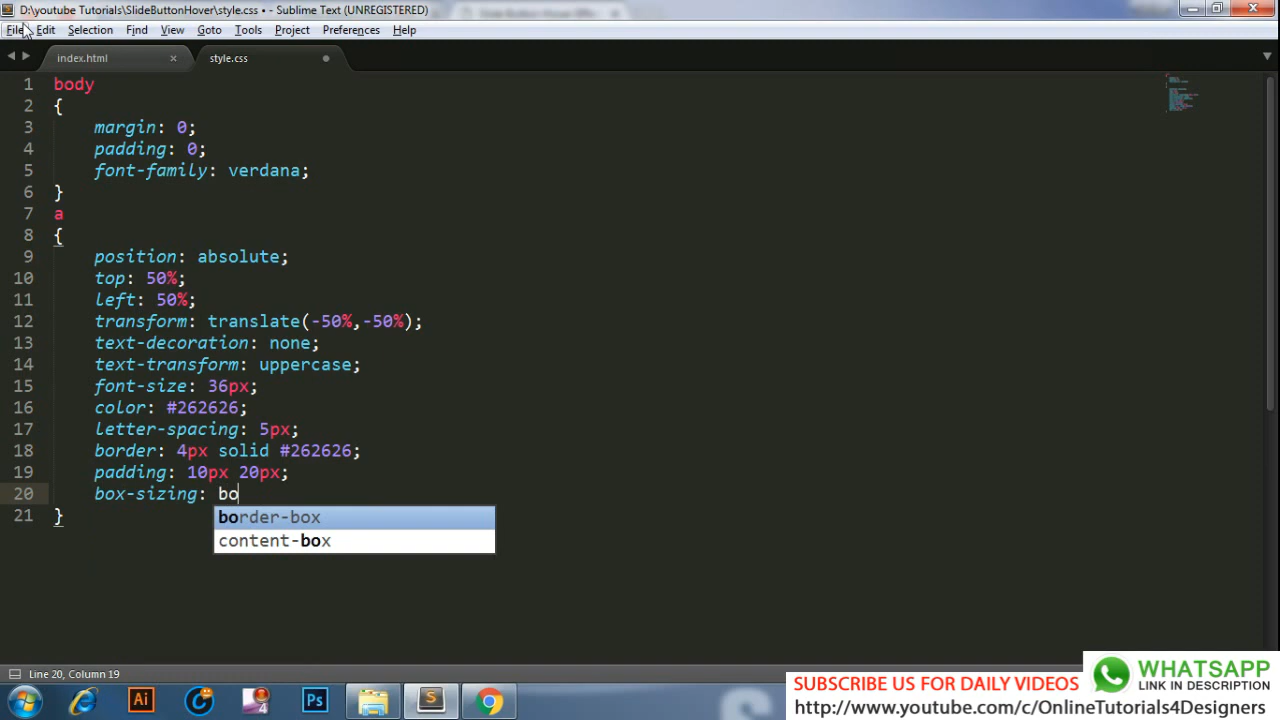 D:\youtube Tutorials\SlideButtonHover\style.css • - Sublime Text (UNREGISTERED)
File Edit Selection Find View Goto Tools Project Preferences Help
index.html × style.css
1 body
2 {
3 margin: 0;
4 padding: 0;
5 font-family: verdana;
6 }
7 a
8 {
9 position: absolute;
10 top: 50%;
11 left: 50%;
12 transform: translate(-50%,-50%);
13 text-decoration: none;
14 text-transform: uppercase;
15 font-size: 36px;
16 color: #262626;
17 letter-spacing: 5px;
18 border: 4px solid #262626;
19 padding: 10px 20px;
20 box-sizing: bo
border-box
21 }
content-box
Line 20, Column 19
Ai Ps S
SUBSCRIBE US FOR DAILY VIDEOS
WHATSAPP
LINK IN DESCRIPTION
http://www.youtube.com/c/OnlineTutorials4Designers